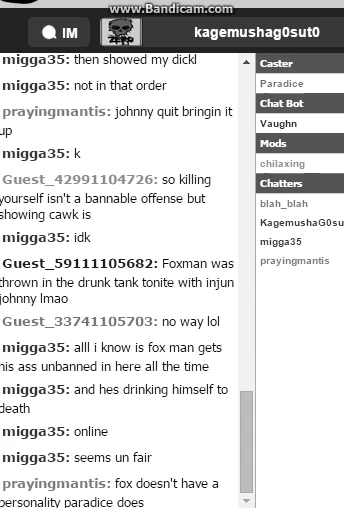 www.Bandicam.com
IM
ZERO
kagemushag0sut0
migga35: then showed my dickl
migga35: not in that order
prayingmantis: johnny quit bringin it
up
migga35: k
Guest_42991104726: so killing
yourself isn't a bannable offense but
showing cawk is
migga35: idk
Guest_59111105682: Foxman was
thrown in the drunk tank tonite with injun
johnny lmao
Guest_33741105703: no way lol
migga35: alll i know is fox man gets
his ass unbanned in here all the time
migga35: and hes drinking himself to
death
migga35: online
migga35: seems un fair
prayingmantis: fox doesn't have a
personality paradice does
Caster
Paradice
Chat Bot
Vaughn
Mods
chilaxing
Chatters
blah_blah
KagemushaG0su
migga35
prayingmantis